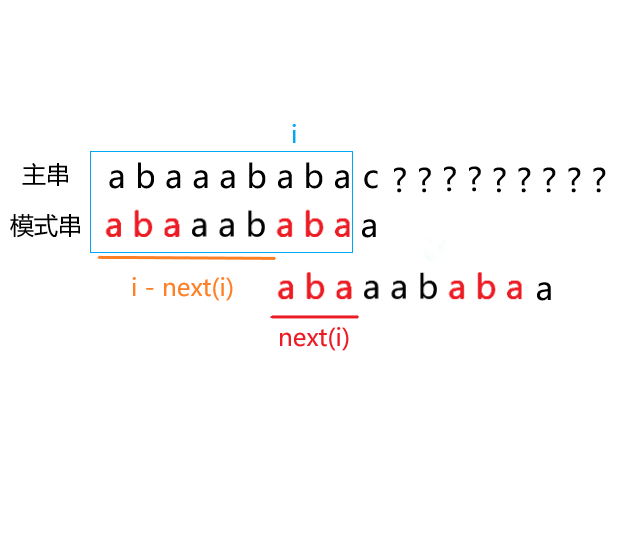 i
主串 a b a a a b a b a c ? ? ? ? ? ? ? ? ?
模式串 a b a a a b a b a a
i - next(i) a b a a a b a b a a
next(i)